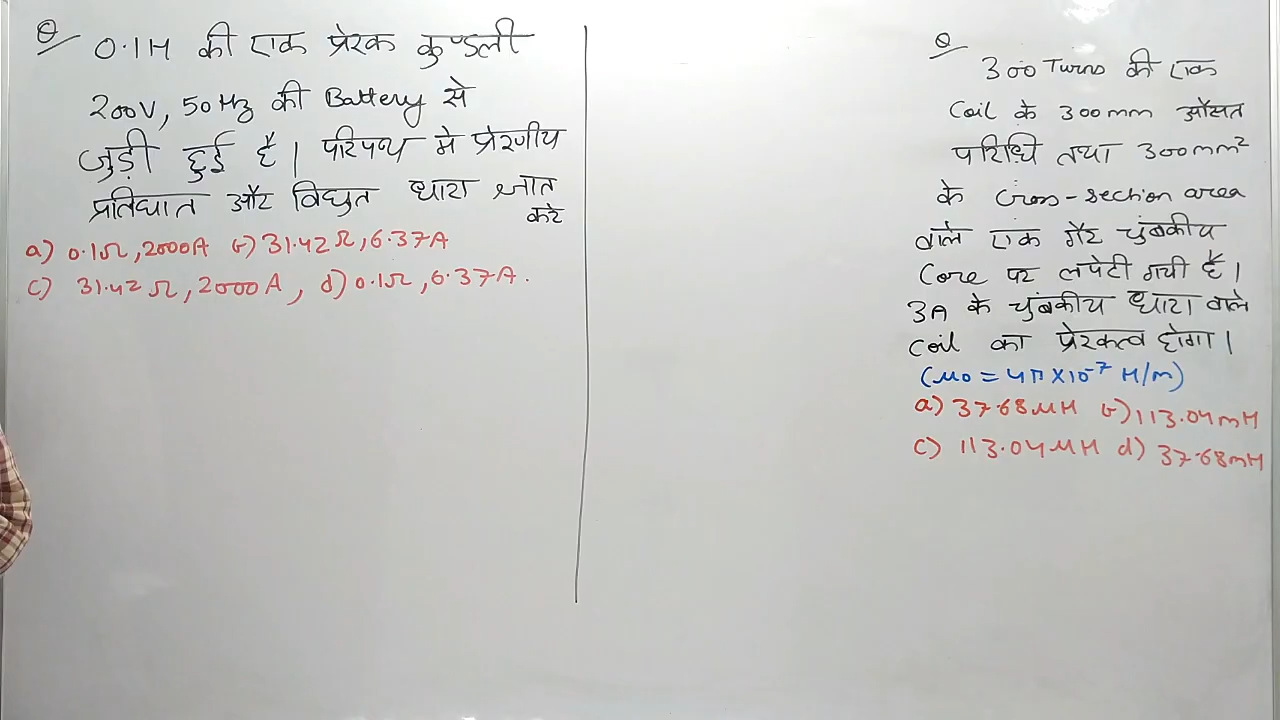 Q 0.1H की एक प्रेरक कुण्डली
200V, 50Hz की Battery से
जुड़ी हुई है। परिपथ मे प्रेरणीय
प्रतिघात और विघुत धारा ज्ञात
करे
a) 0.1Ω, 2000A b) 31.42Ω, 6.37A
c) 31.42Ω, 2000A, d) 0.1Ω, 6.37A.
Q 300 Turns की एक
Coil के 300mm औसत
परिधि तथा 300mm²
के Cross-section area
वाले एक गैर चुंबकीय
Core पर लपेटी गयी है।
3A के चुंबकीय धारा वाले
Coil का प्रेरकत्व होगा।
(μ0 = 4π×10⁻⁷ H/m)
a) 37.68μH b) 113.04mH
c) 113.04μH d) 37.68mH